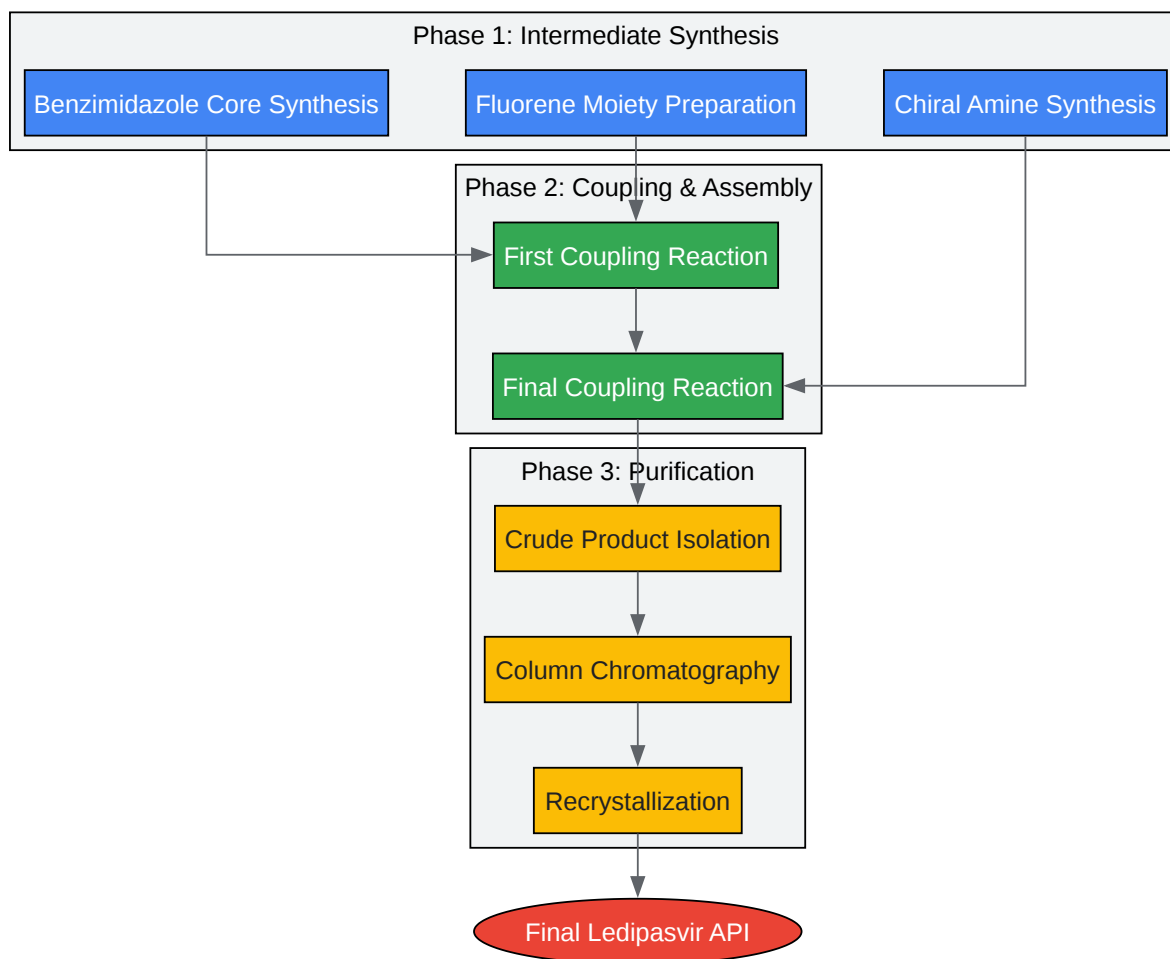 Phase 1: Intermediate Synthesis
Benzimidazole Core Synthesis
Fluorene Moiety Preparation
Chiral Amine Synthesis
Phase 2: Coupling & Assembly
First Coupling Reaction
Final Coupling Reaction
Phase 3: Purification
Crude Product Isolation
Column Chromatography
Recrystallization
Final Ledipasvir API